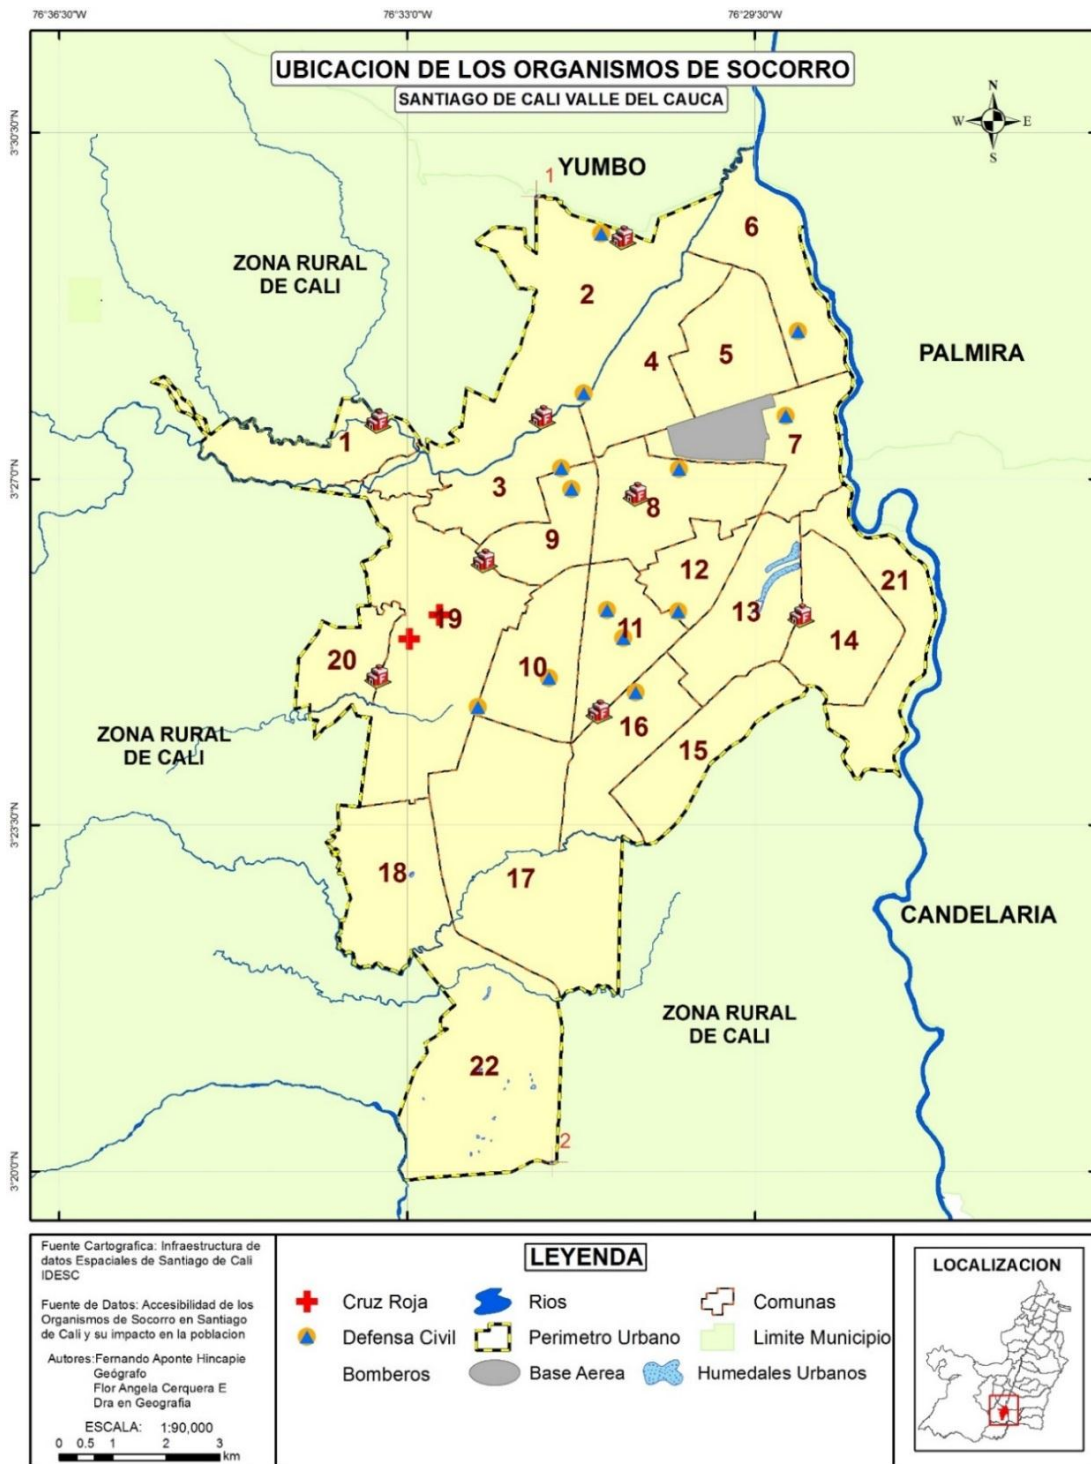 76°36'30"W
76°33'0"W
76°29'30"W
UBICACION DE LOS ORGANISMOS DE SOCORRO
SANTIAGO DE CALI VALLE DEL CAUCA
N
W
E
S
3°30'30"N
YUMBO
1
6
ZONA RURAL
DE CALI
2
PALMIRA
4
5
1
7
3°27'0"N
3
8
9
12
21
13
19
11
14
20
10
16
ZONA RURAL
DE CALI
15
3°23'30"N
18
17
CANDELARIA
ZONA RURAL
DE CALI
22
2
3°20'0"N
Fuente Cartografica: Infraestructura de
datos Espaciales de Santiago de Cali
IDESC
Fuente de Datos: Accesibilidad de los
Organismos de Socorro en Santiago
de Cali y su impacto en la poblacion
Autores:Fernando Aponte Hincapie
Geógrafo
Flor Angela Cerquera E
Dra en Geografia
ESCALA: 1:90,000
0 0.5 1 2 3
km
LEYENDA
Cruz Roja
Rios
Comunas
Defensa Civil
Perimetro Urbano
Limite Municipio
Bomberos
Base Aerea
Humedales Urbanos
LOCALIZACION